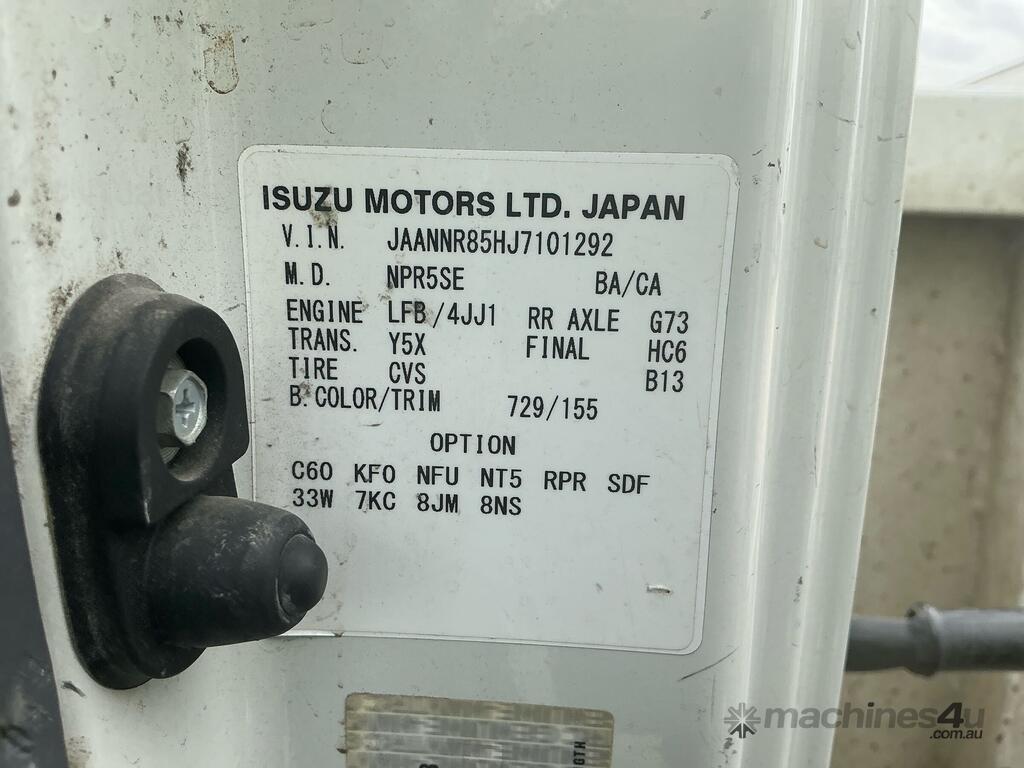 ISUZU MOTORS LTD. JAPAN
V.I.N. JAANNR85HJ7101292
M.D. NPR5SE BA/CA
ENGINE LFB/4JJ1 RR AXLE G73
TRANS. Y5X FINAL HC6
TIRE CVS B13
B.COLOR/TRIM 729/155
OPTION
C60 KF0 NFU NT5 RPR SDF
33W 7KC 8JM 8NS
machines4u
.com.au